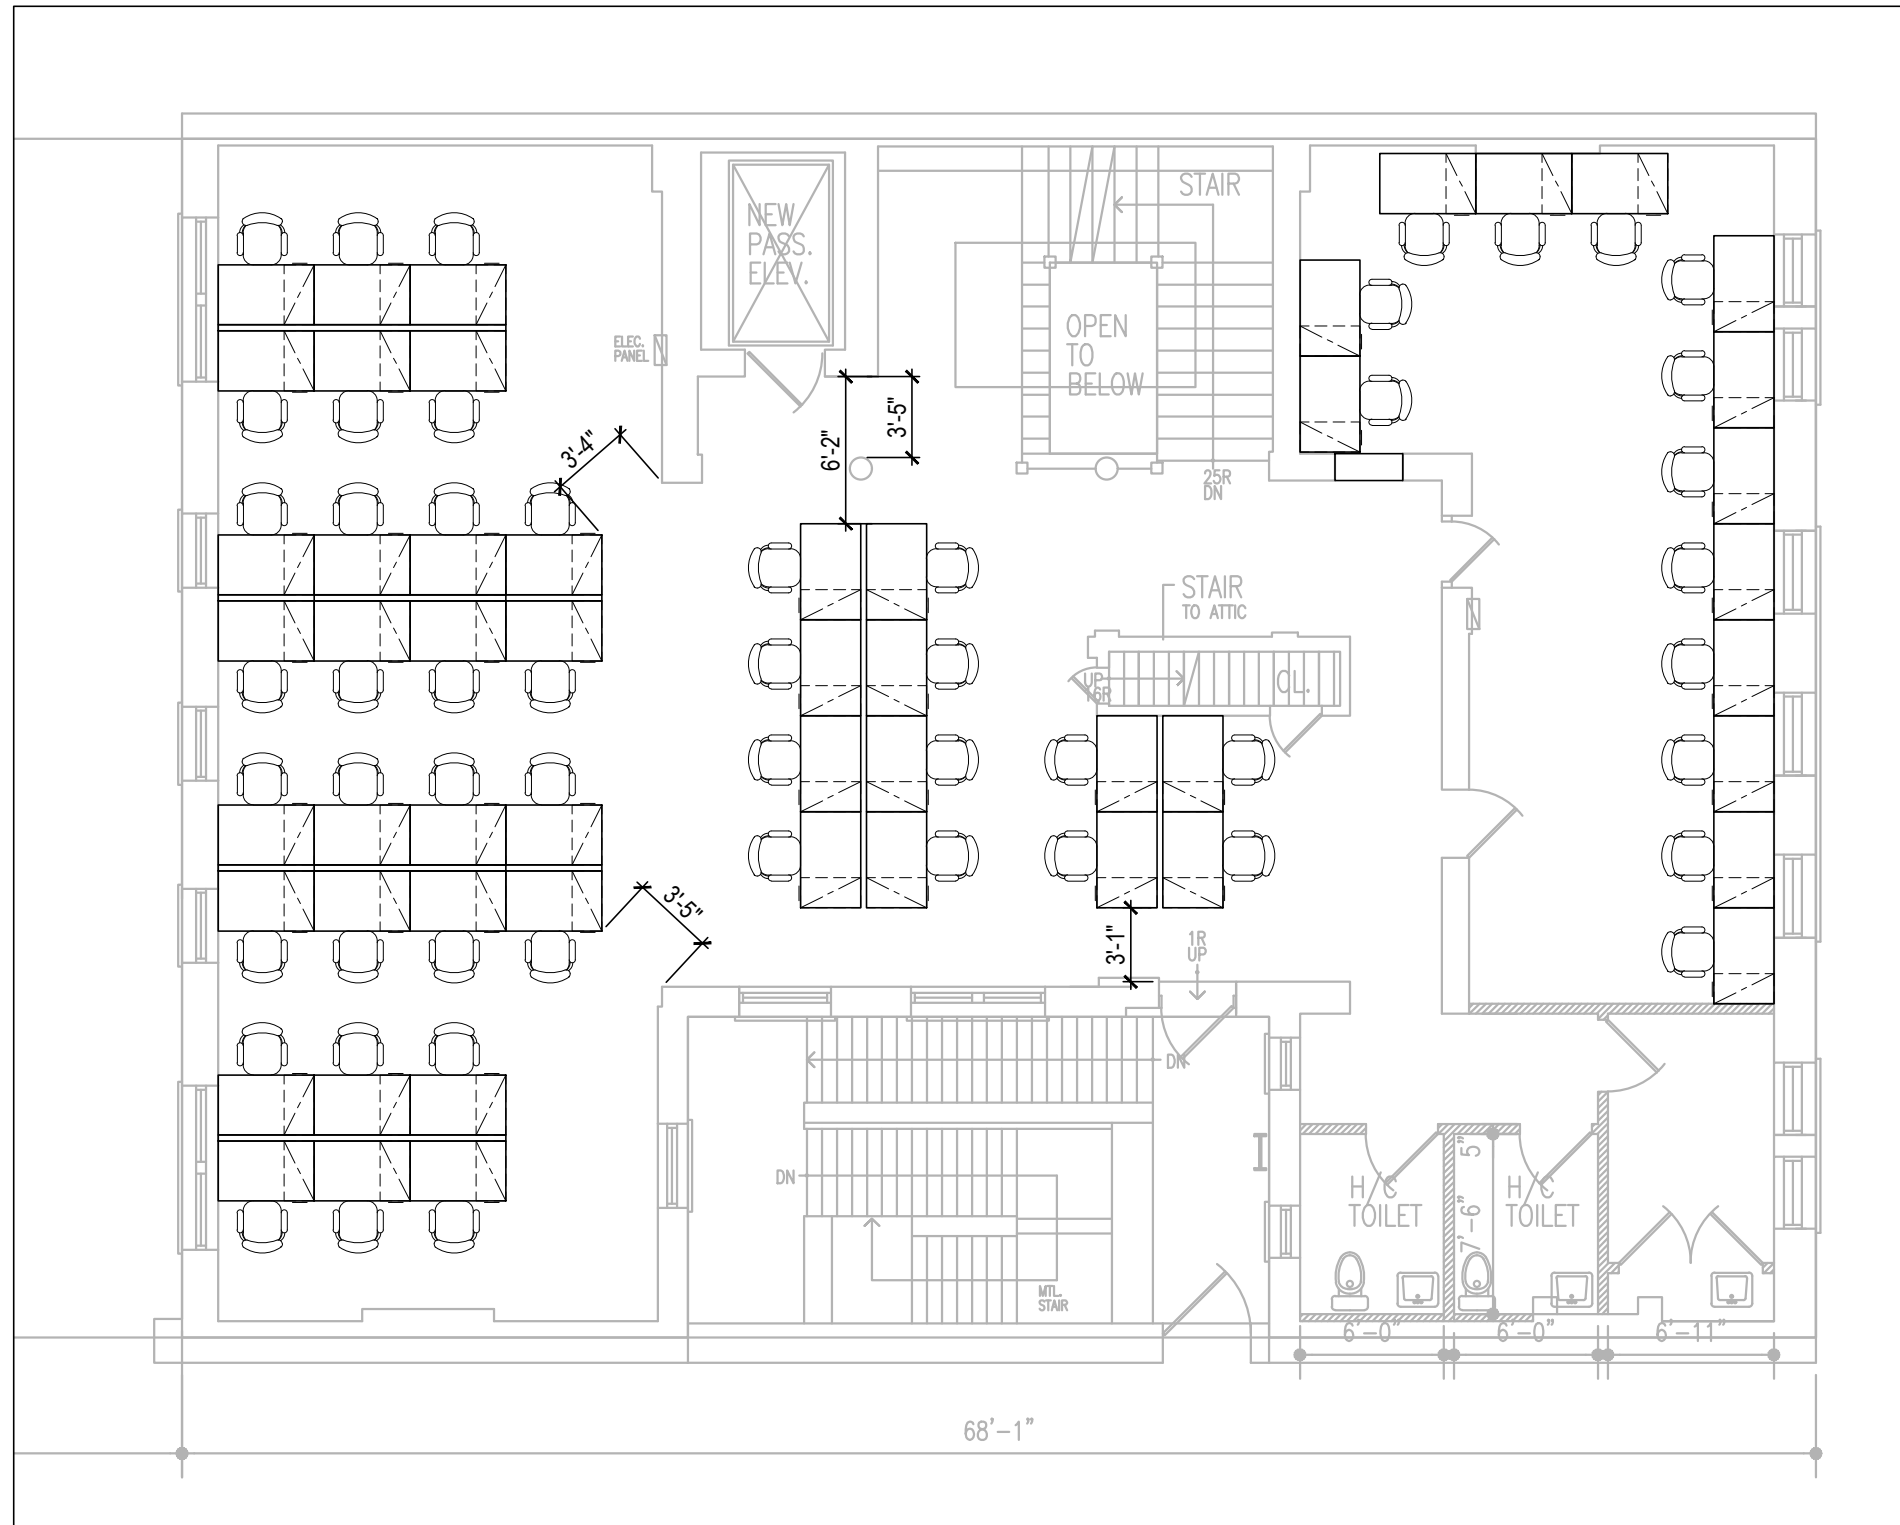 STAIR
NEW
PASS.
ELEV.
OPEN
TO
BELOW
ELEC.
PANEL
3'-4"
6'-2"
3'-5"
25R
DN
STAIR
TO ATTIC
UP
16R
CL.
3'-5"
3'-1"
1R
UP
DN
DN
MTL.
STAIR
H C
TOILET
7'-6"
5"
H C
TOILET
6'-0"
6'-0"
6'-11"
68'-1"